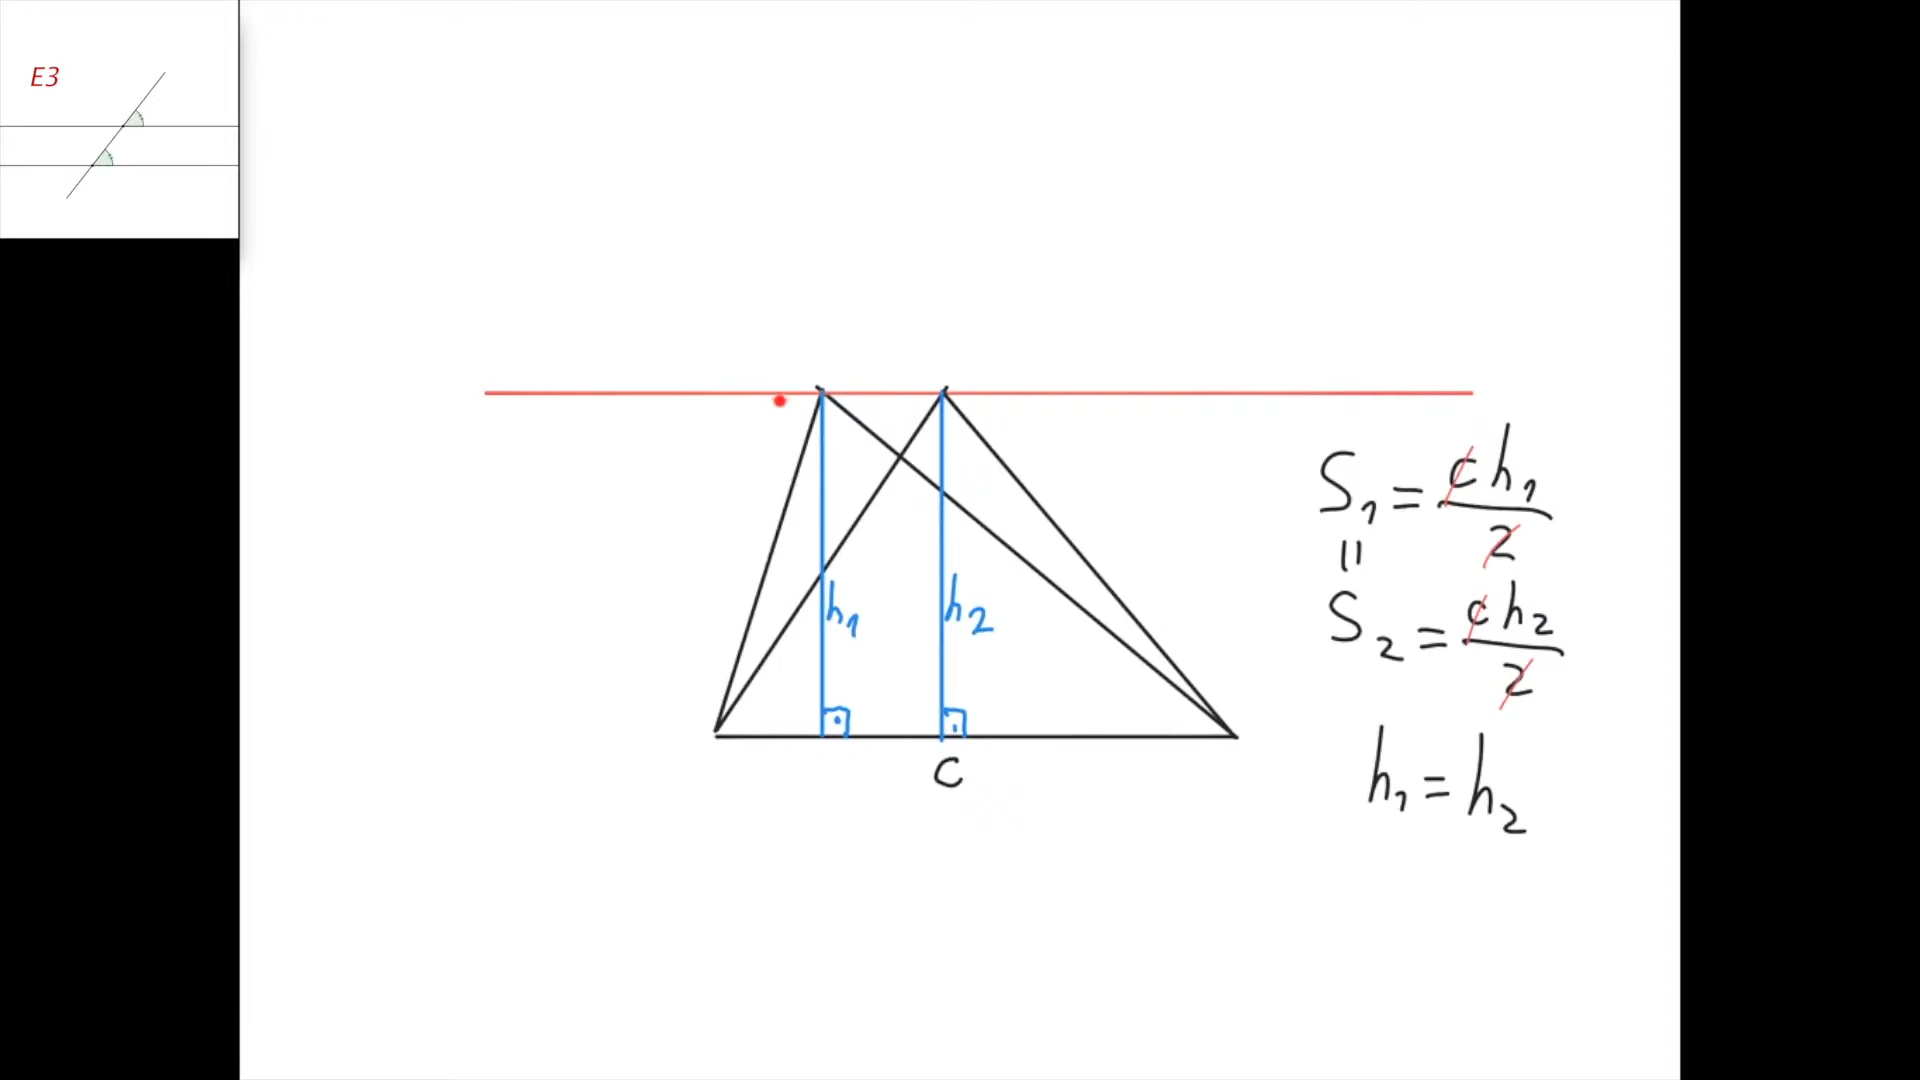 E3
h₁
h₂
c
S₁ = ch₁/2
=
S₂ = ch₂/2
h₁ = h₂